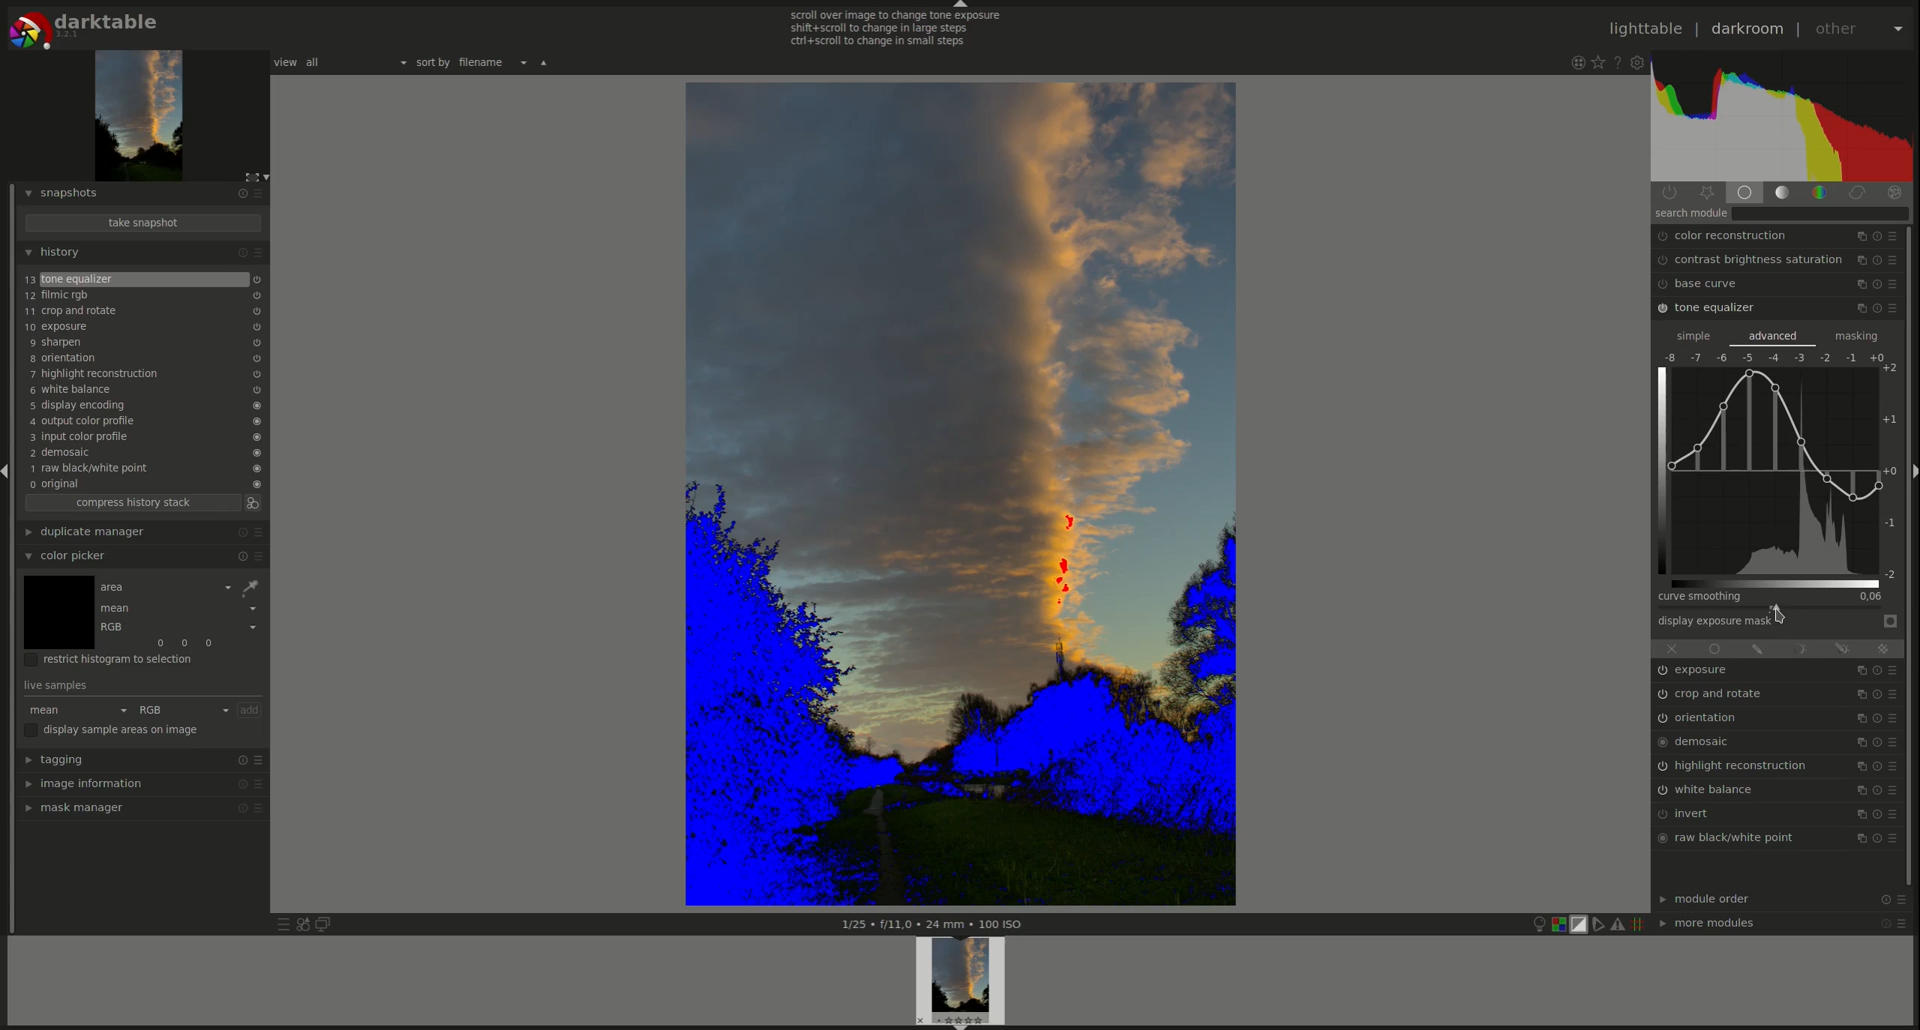 darktable
3.2.1
scroll over image to change tone exposure
shift+scroll to change in large steps
ctrl+scroll to change in small steps
lighttable | darkroom | other
view all sort by filename
snapshots
take snapshot
history
13 tone equalizer
12 filmic rgb
11 crop and rotate
10 exposure
9 sharpen
8 orientation
7 highlight reconstruction
6 white balance
5 display encoding
4 output color profile
3 input color profile
2 demosaic
1 raw black/white point
0 original
compress history stack
duplicate manager
color picker
area
mean
RGB
0 0 0
restrict histogram to selection
live samples
mean RGB add
display sample areas on image
tagging
image information
mask manager
1/25 • f/11,0 • 24 mm • 100 ISO
search module
color reconstruction
contrast brightness saturation
base curve
tone equalizer
simple advanced masking
-8 -7 -6 -5 -4 -3 -2 -1 +0
+2
+1
+0
-1
-2
curve smoothing 0,06
display exposure mask
exposure
crop and rotate
orientation
demosaic
highlight reconstruction
white balance
invert
raw black/white point
module order
more modules